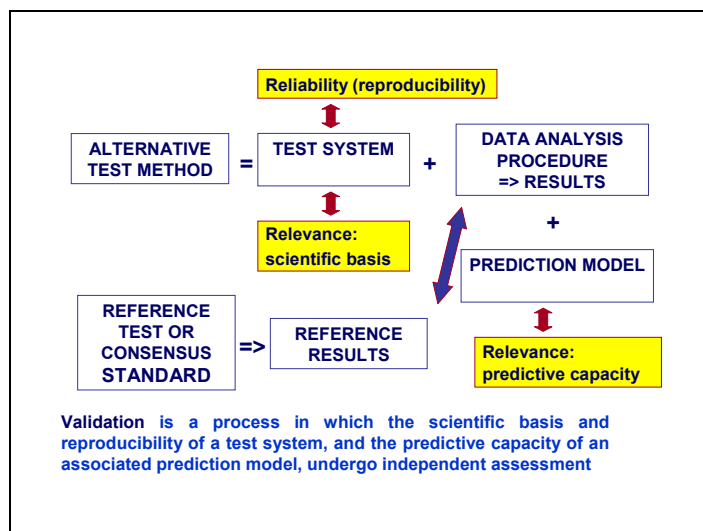 Reliability (reproducibility)
ALTERNATIVE
TEST METHOD
=
TEST SYSTEM
+
DATA ANALYSIS
PROCEDURE
=> RESULTS
+
Relevance:
scientific basis
PREDICTION MODEL
REFERENCE
TEST OR
CONSENSUS
STANDARD
=>
REFERENCE
RESULTS
Relevance:
predictive capacity
Validation is a process in which the scientific basis and
reproducibility of a test system, and the predictive capacity of an
associated prediction model, undergo independent assessment